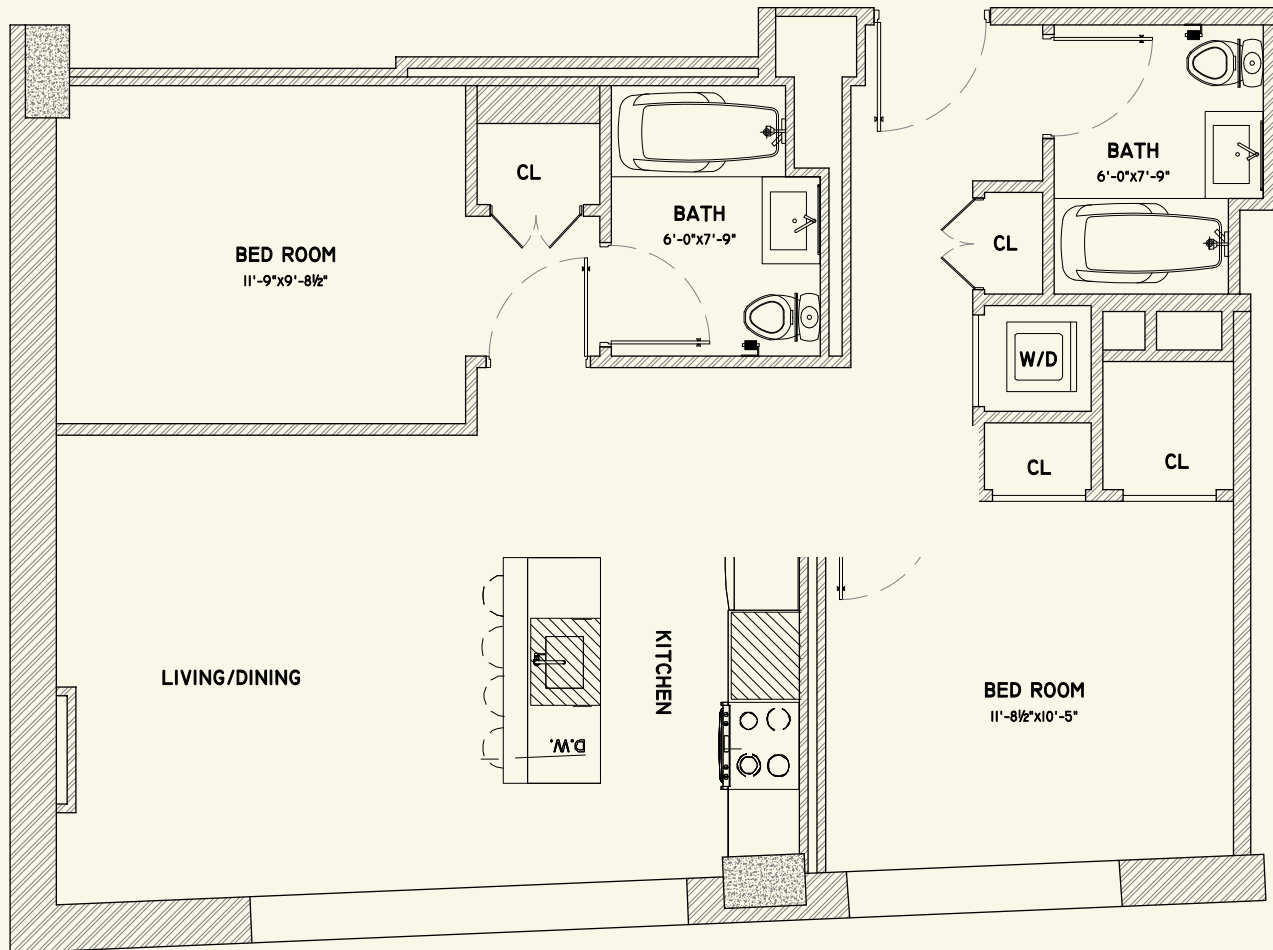 BATH
6'-0"x7'-9"
CL
BATH
6'-0"x7'-9"
BED ROOM
11'-9"x9'-8½"
CL
W/D
CL
CL
KITCHEN
LIVING/DINING
BED ROOM
11'-8½"x10'-5"
D.W.